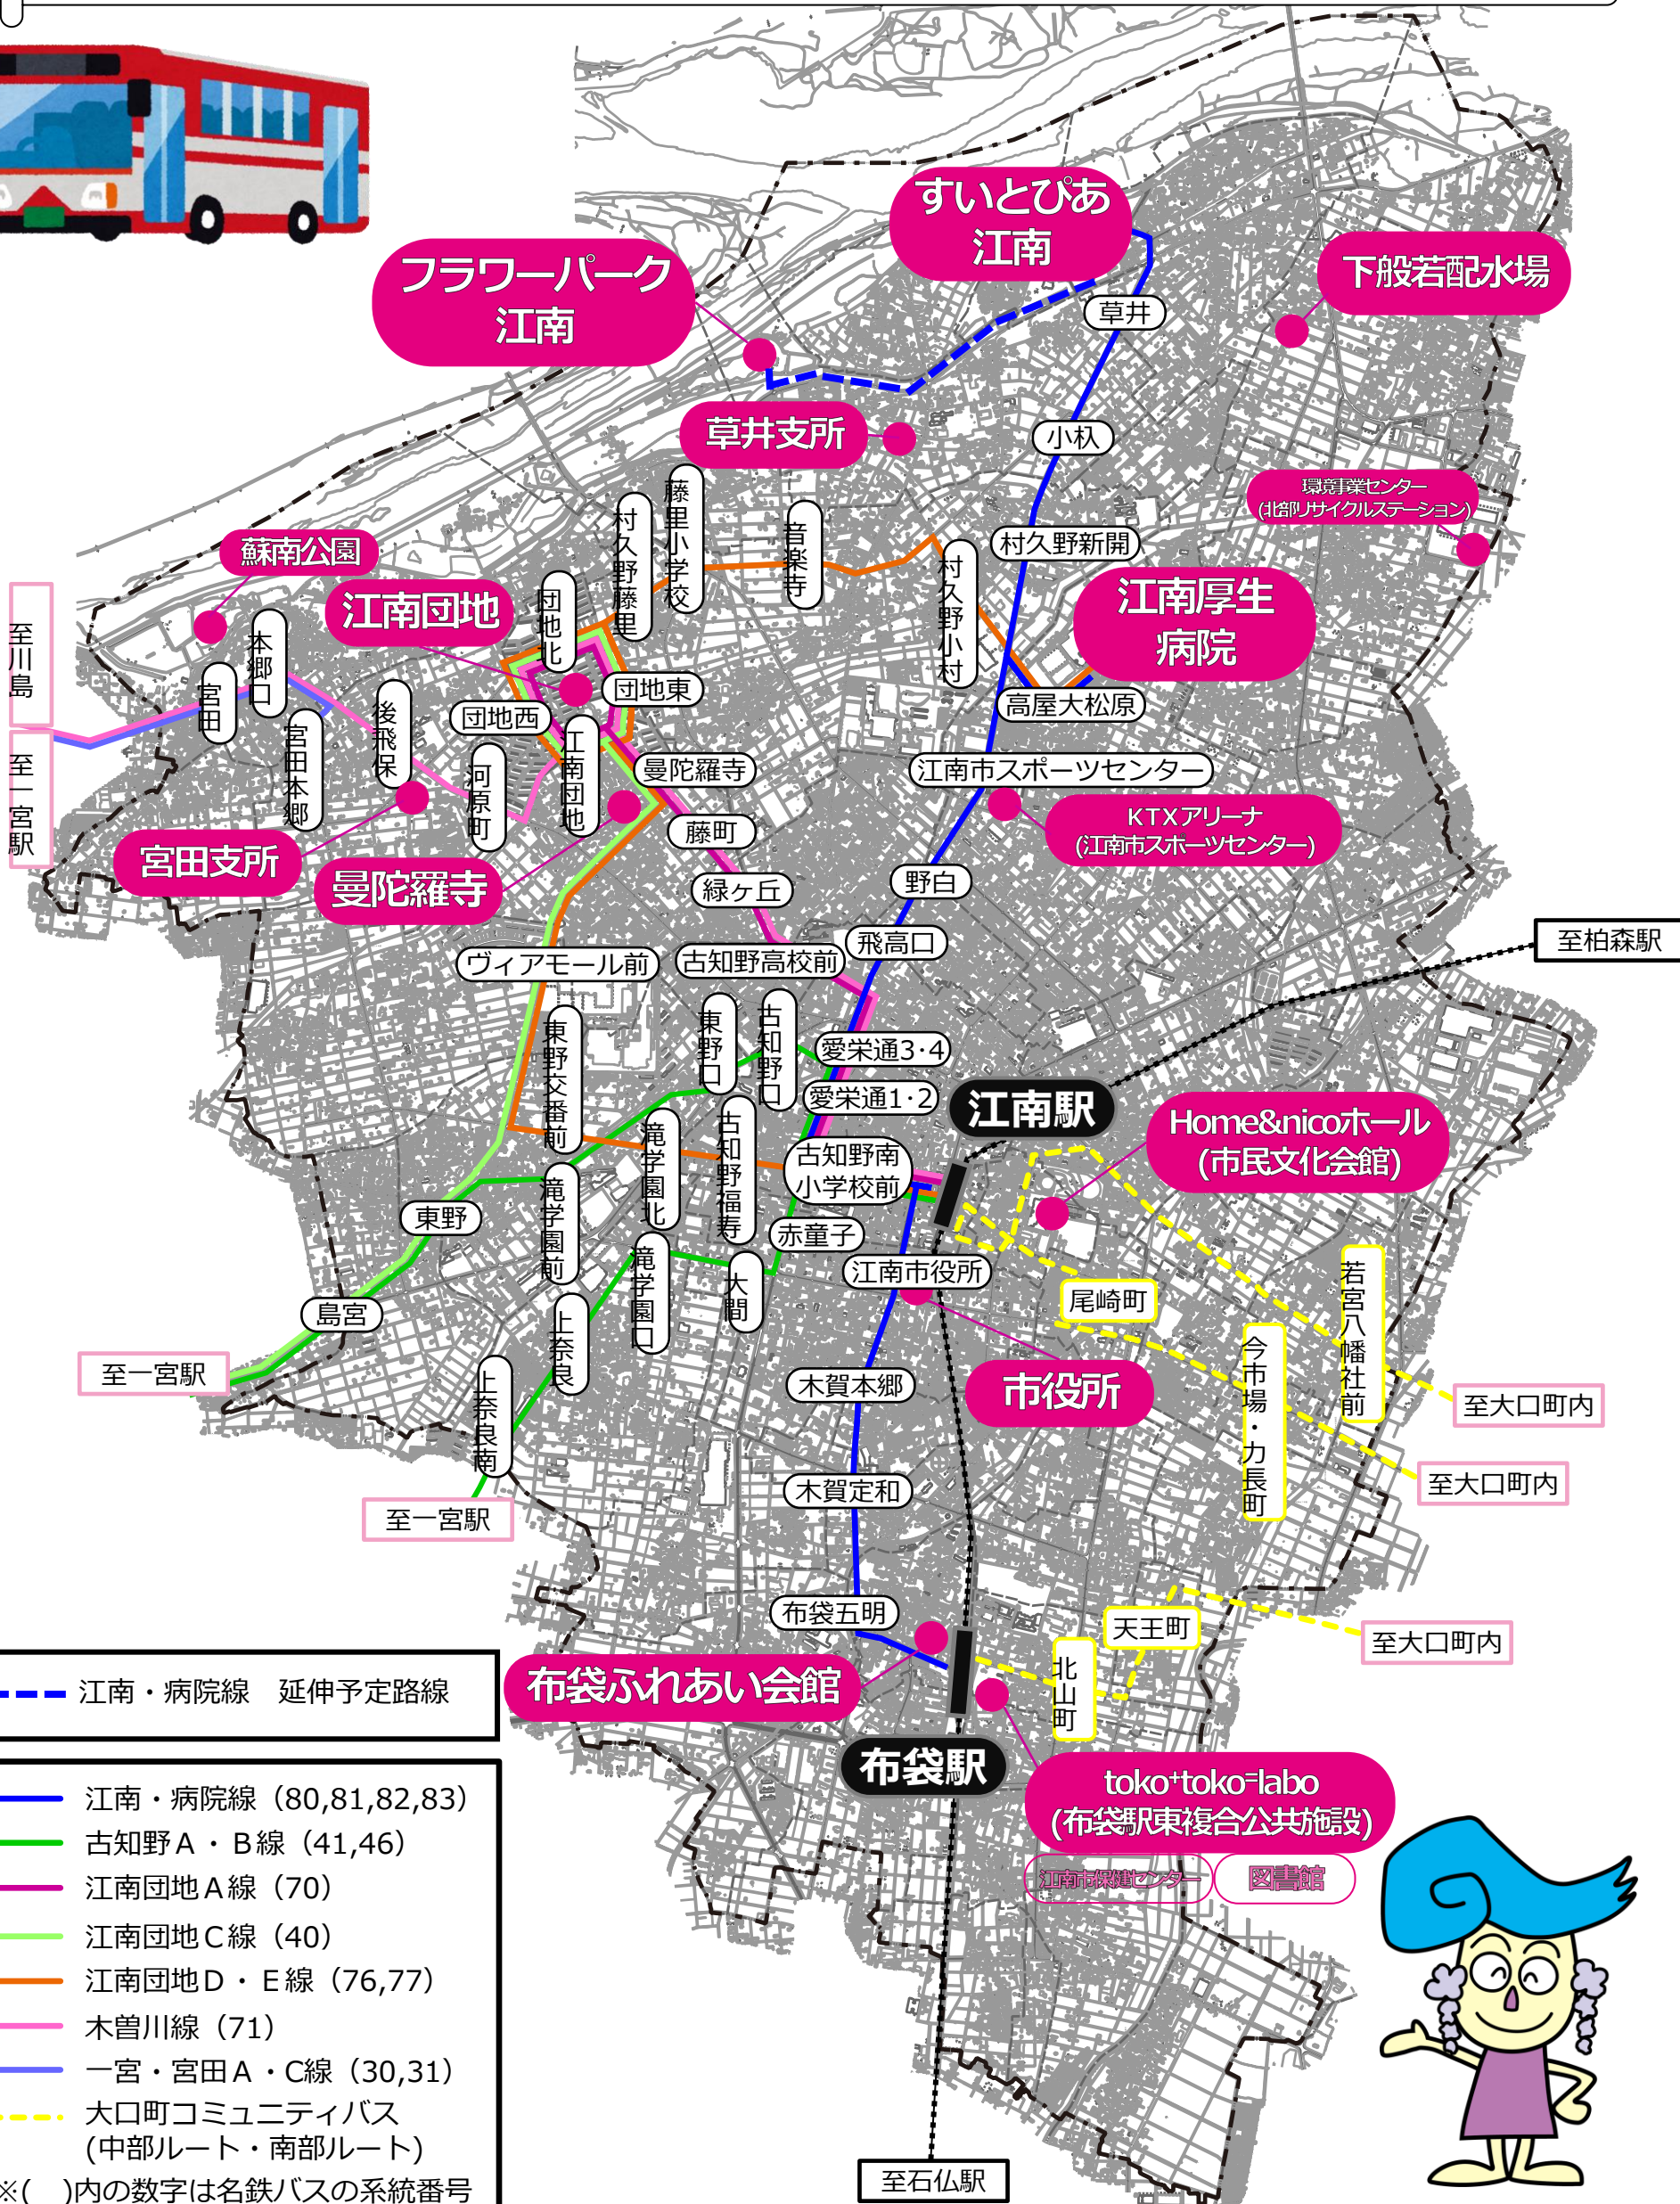 すいとぴあ
江南
フラワーパーク
江南
下般若配水場
草井
草井支所
小杁
環境事業センター
(北部リサイクルステーション)
藤里小学校
村久野藤里
音楽寺
村久野新開
村久野小村
蘇南公園
江南団地
団地北
江南厚生
病院
至川島
本郷口
宮田
団地東
後飛保
団地西
高屋大松原
宮田本郷
江南団地
河原町
曼陀羅寺
江南市スポーツセンター
至一宮駅
KTXアリーナ
(江南市スポーツセンター)
藤町
宮田支所
曼陀羅寺
緑ヶ丘
野白
飛高口
至柏森駅
ヴィアモール前
古知野高校前
東野口
古知野口
東野交番前
愛栄通3・4
愛栄通1・2
江南駅
Home&nicoホール
(市民文化会館)
滝学園北
古知野福寿
古知野南
小学校前
東野
滝学園前
赤童子
滝学園口
大間
江南市役所
若宮八幡社前
尾崎町
島宮
上奈良
今市場・力長町
至一宮駅
上奈良南
木賀本郷
市役所
至大口町内
至大口町内
木賀定和
至一宮駅
布袋五明
天王町
至大口町内
北山町
布袋ふれあい会館
江南・病院線　延伸予定路線
布袋駅
toko+toko=labo
(布袋駅東複合公共施設)
江南市保健センター
図書館
江南・病院線（80,81,82,83）
古知野Ａ・Ｂ線（41,46）
江南団地Ａ線（70）
江南団地Ｃ線（40）
江南団地Ｄ・Ｅ線（76,77）
木曽川線（71）
一宮・宮田Ａ・C線（30,31）
大口町コミュニティバス
(中部ルート・南部ルート)
※(　)内の数字は名鉄バスの系統番号
至石仏駅